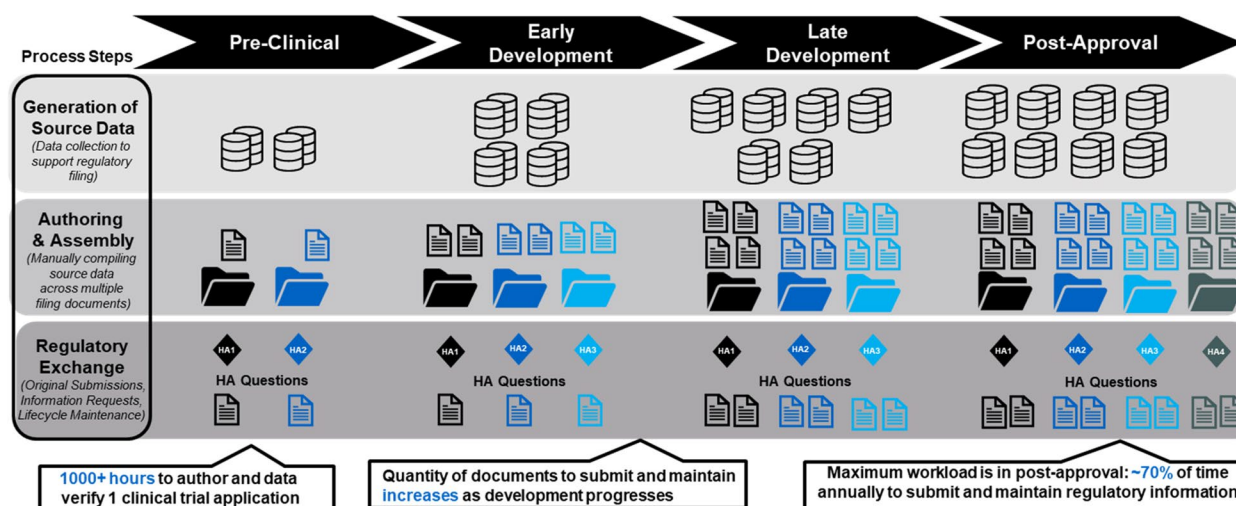 Process Steps
Pre-Clinical
Early
Development
Late
Development
Post-Approval
Generation of
Source Data
(Data collection to
support regulatory
filing)
Authoring
& Assembly
(Manually compiling
source data
across multiple
filing documents)
Regulatory
Exchange
(Original Submissions,
Information Requests,
Lifecycle Maintenance)
HA1
HA2
HA Questions
HA1
HA2
HA3
HA Questions
HA1
HA2
HA3
HA Questions
HA1
HA2
HA3
HA4
HA Questions
1000+ hours to author and data
verify 1 clinical trial application
Quantity of documents to submit and maintain
increases as development progresses
Maximum workload is in post-approval: ~70% of time
annually to submit and maintain regulatory information